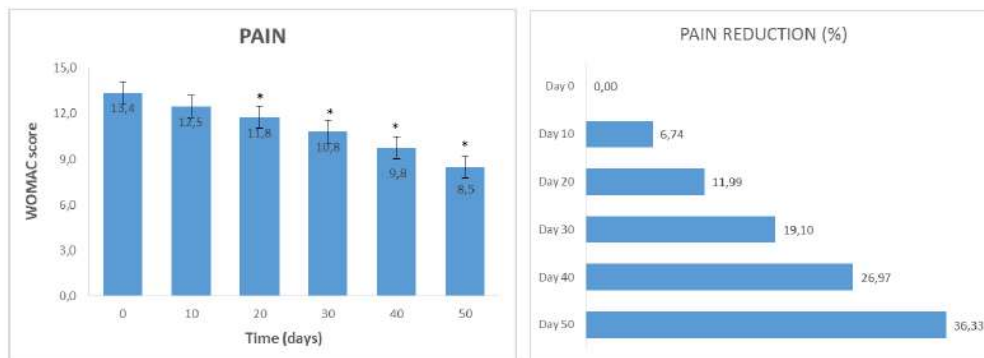 PAIN
15,0
12,0
9,0
6,0
3,0
0,0
WOMAC score
13,4
12,5
11,8
10,8
9,8
8,5
*
*
*
*
0 10 20 30 40 50
Time (days)
PAIN REDUCTION (%)
Day 0 0,00
Day 10 6,74
Day 20 11,99
Day 30 19,10
Day 40 26,97
Day 50 36,33